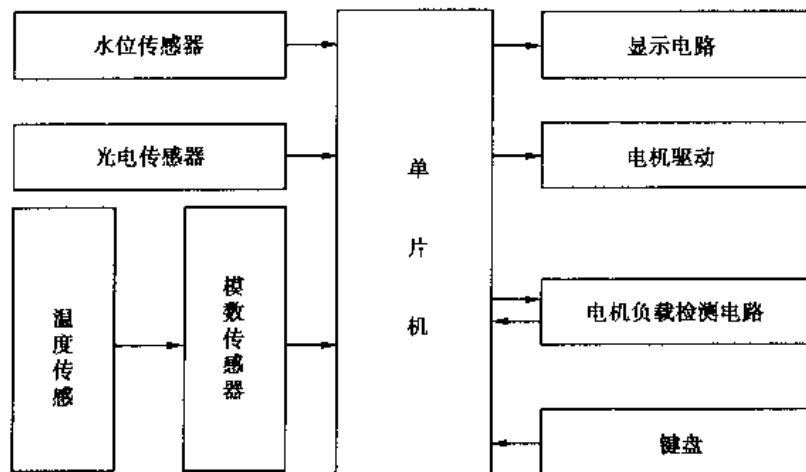 水位传感器
显示电路
光电传感器
电机驱动
单片机
温度传感
模数传感器
电机负载检测电路
键盘